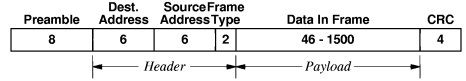 Dest. Source Frame
Preamble Address Address Type Data In Frame CRC
8 6 6 2 46 - 1500 4
Header Payload